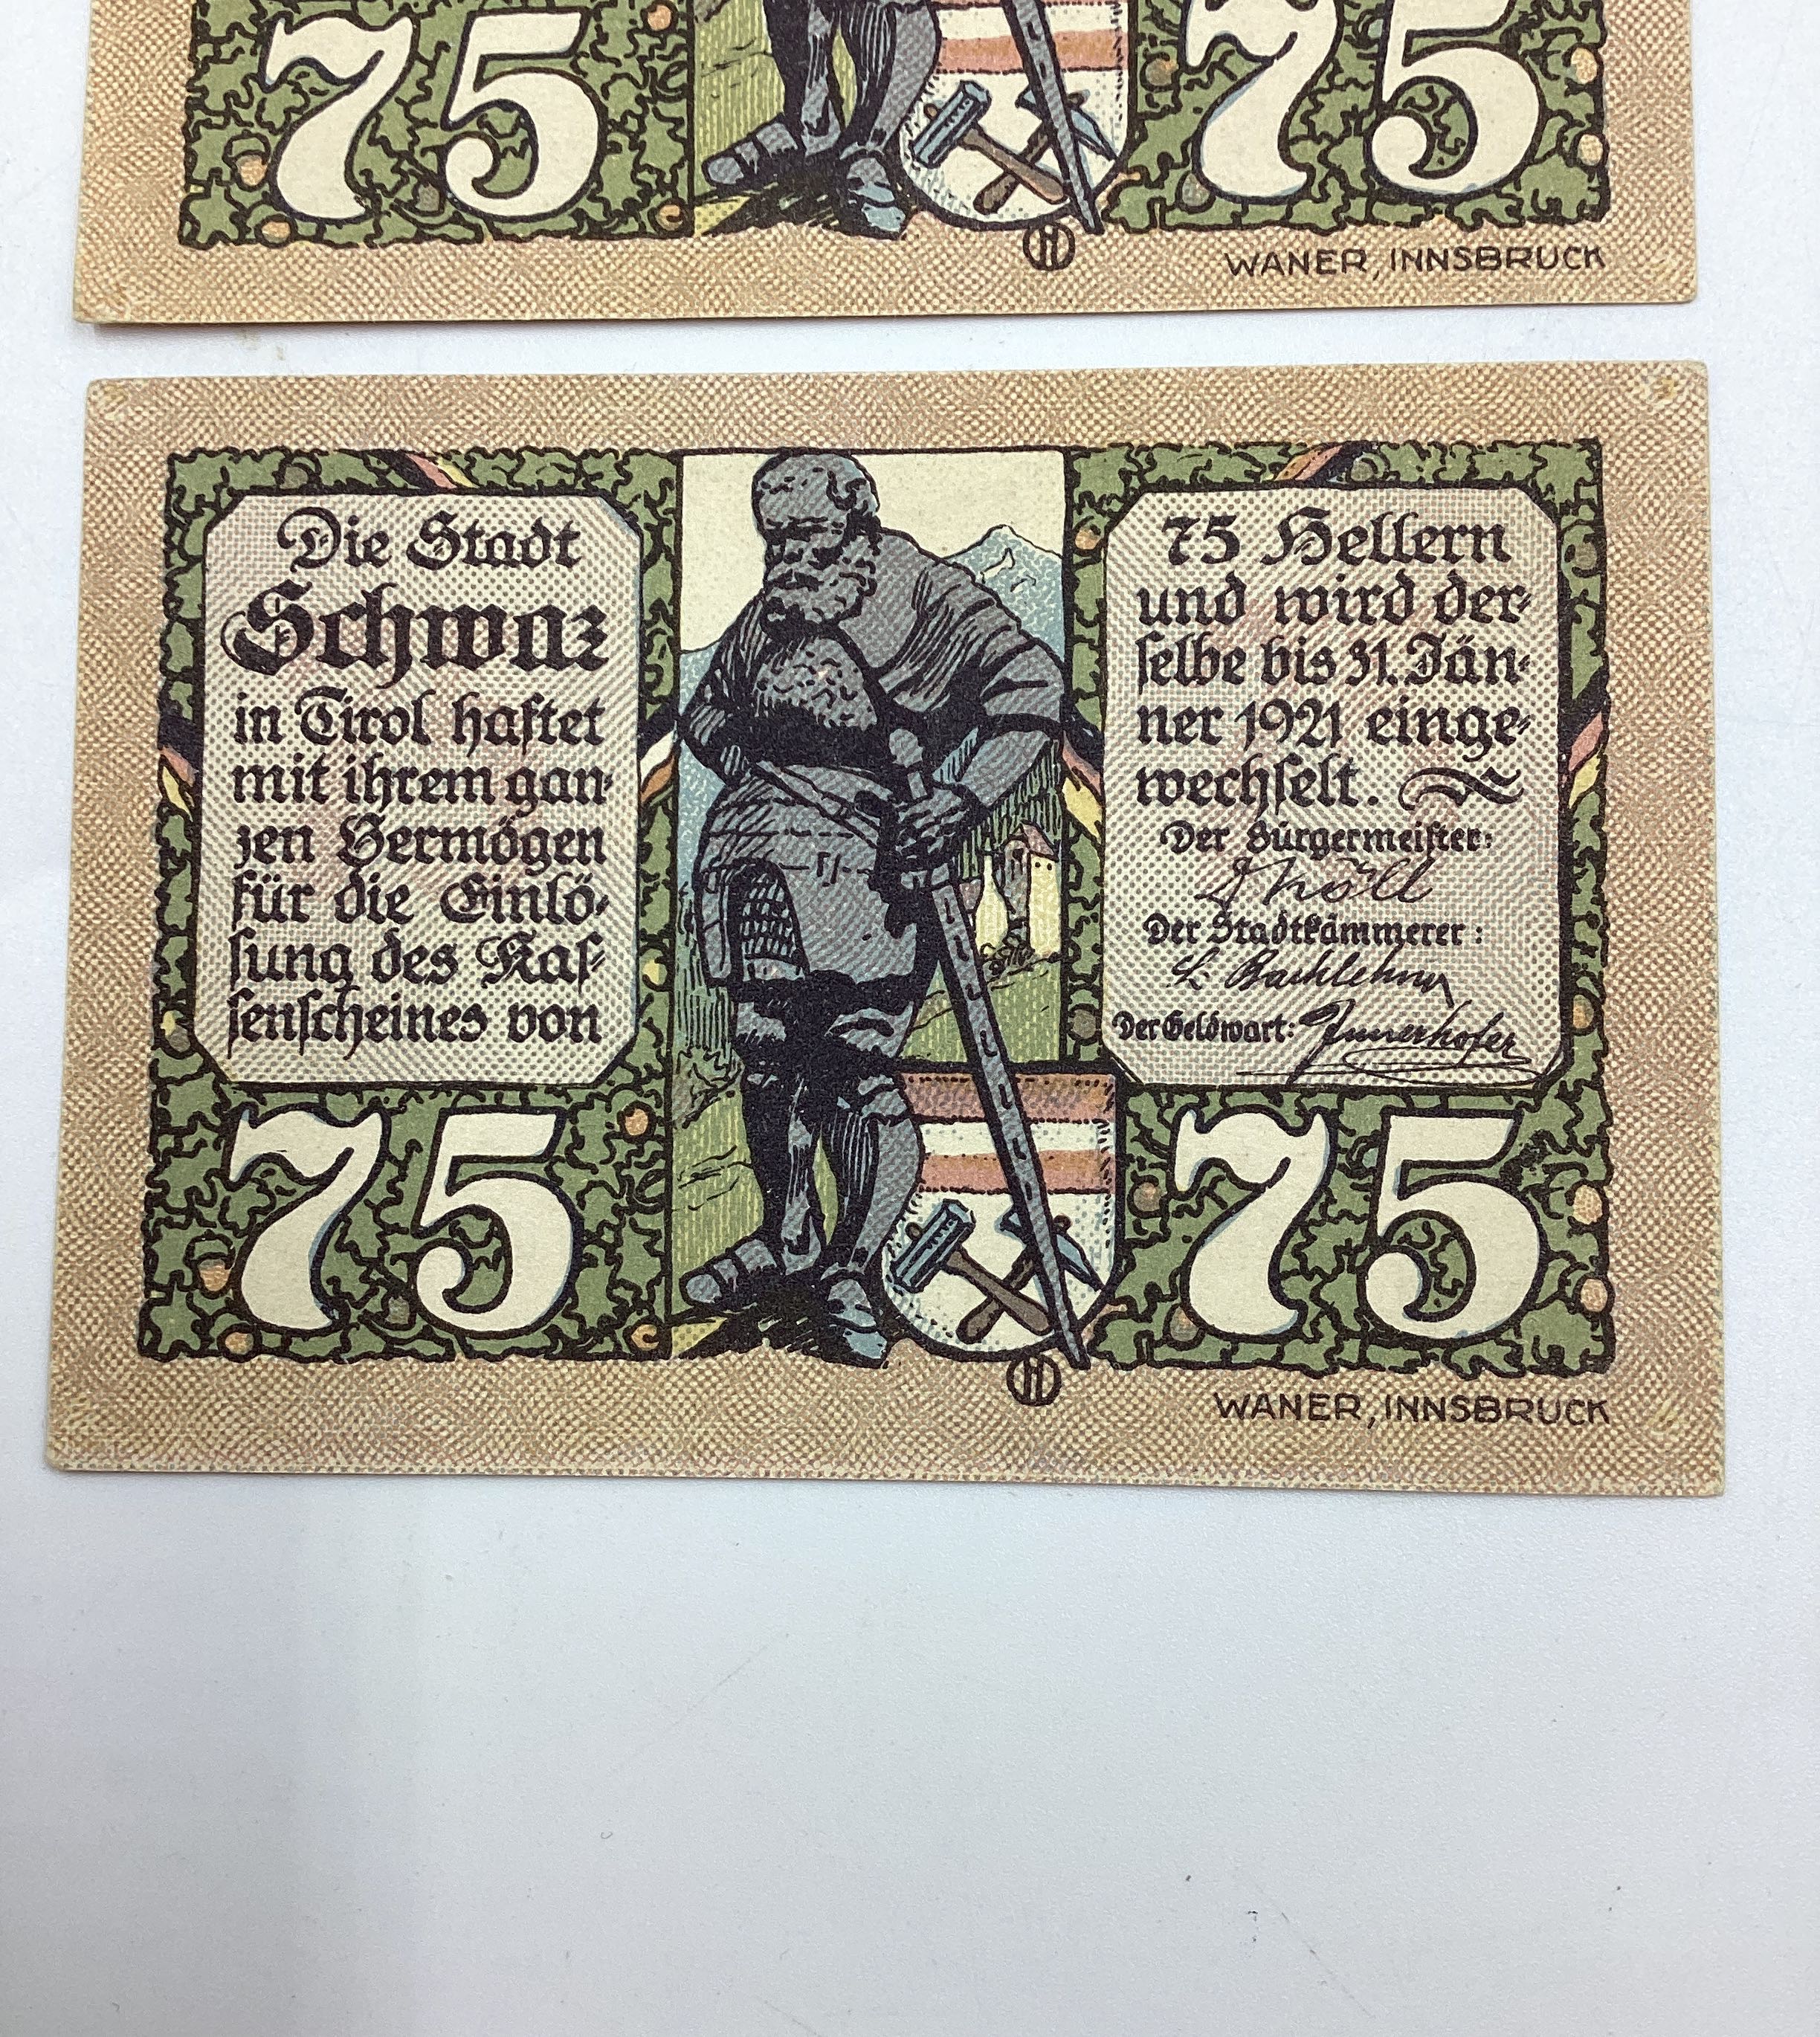 75
75
WANER, INNSBRUCK
Die Stadt
Schwaz
in Tirol haftet
mit ihrem gan-
zen Vermögen
für die Einlö-
sung des Kas-
senscheines von
75 Hellern
und wird der-
selbe bis 31. Jän-
ner 1921 einge-
wechselt.
Der Bürgermeister:
Der Stadtkämmerer:
Der Geldwart: Innerhofer
75
75
WANER, INNSBRUCK